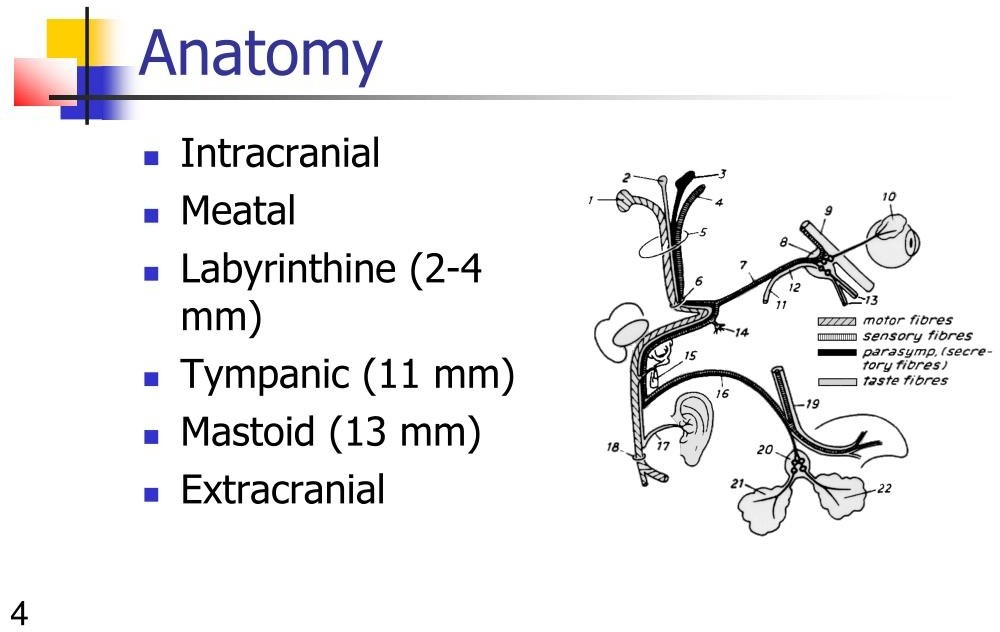 Anatomy
Intracranial
Meatal
Labyrinthine (2-4
mm)
Tympanic (11 mm)
Mastoid (13 mm)
Extracranial
1
2
3
4
5
6
7
8
9
10
11
12
13
14
15
16
17
18
19
20
21
22
motor fibres
sensory fibres
parasymp, (secre-
tory fibres)
taste fibres
4